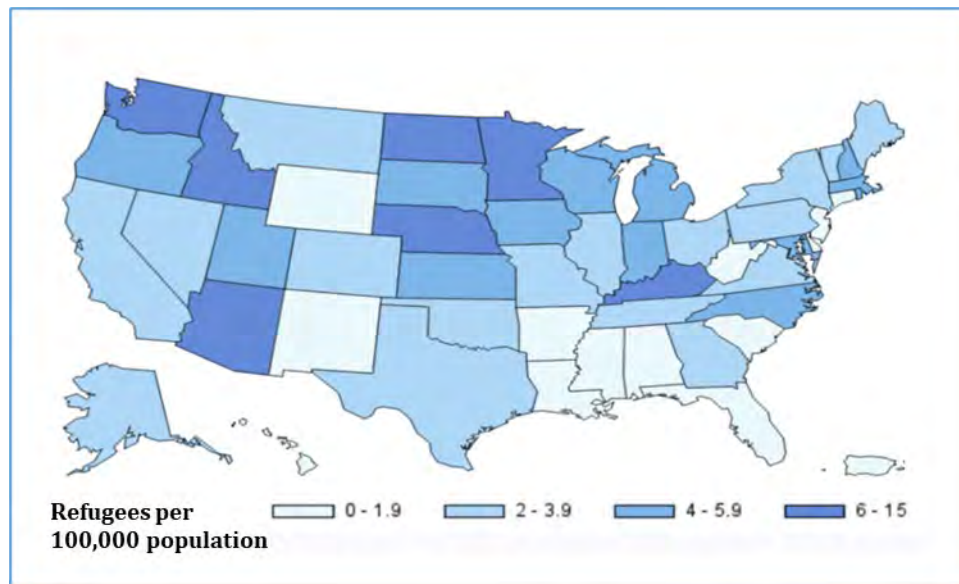 Refugees per
100,000 population
0 - 1.9
2 - 3.9
4 - 5.9
6 - 15